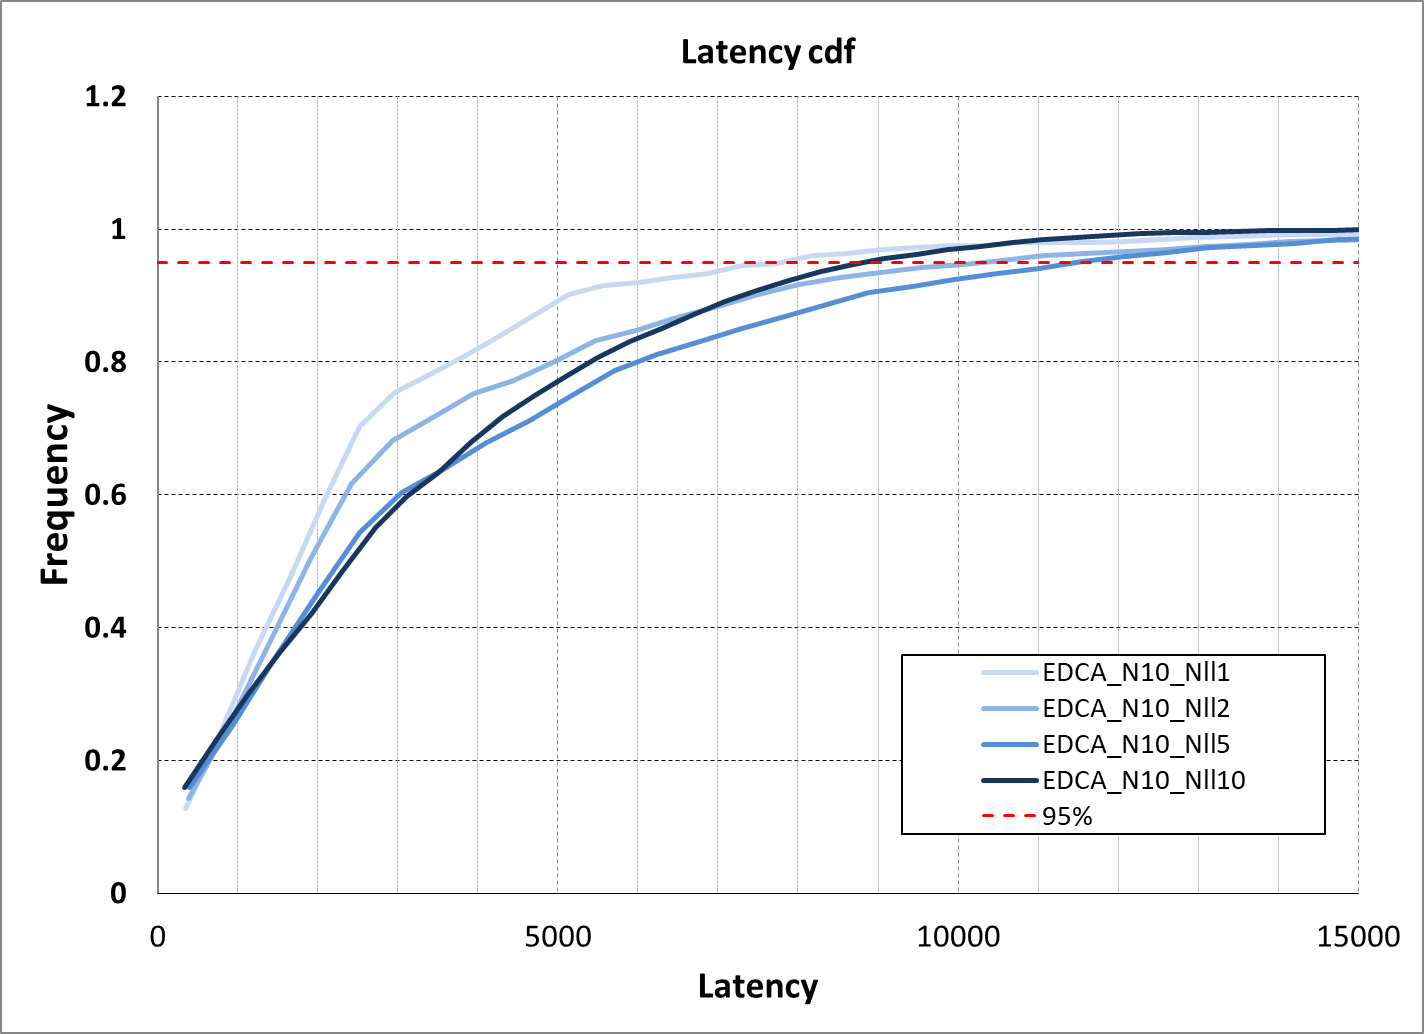 Latency cdf
1.2
1
0.8
0.6
0.4
0.2
0
Frequency
0
5000
10000
15000
Latency
EDCA_N10_Nll1
EDCA_N10_Nll2
EDCA_N10_Nll5
EDCA_N10_Nll10
95%